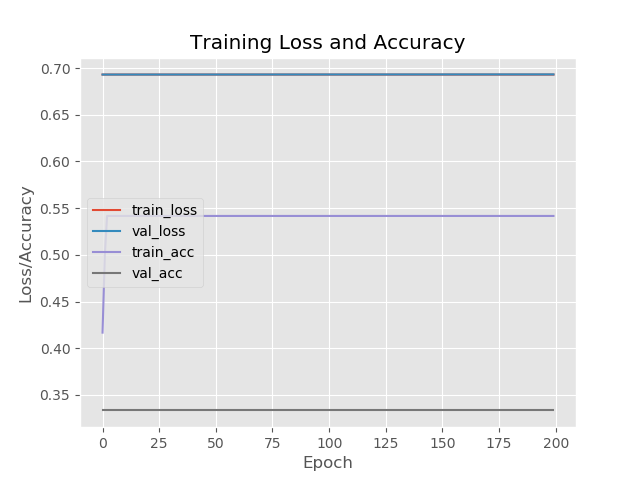 Training Loss and Accuracy
0.70
0.65
0.60
0.55
0.50
0.45
0.40
0.35
Loss/Accuracy
train_loss
val_loss
train_acc
val_acc
0 25 50 75 100 125 150 175 200
Epoch